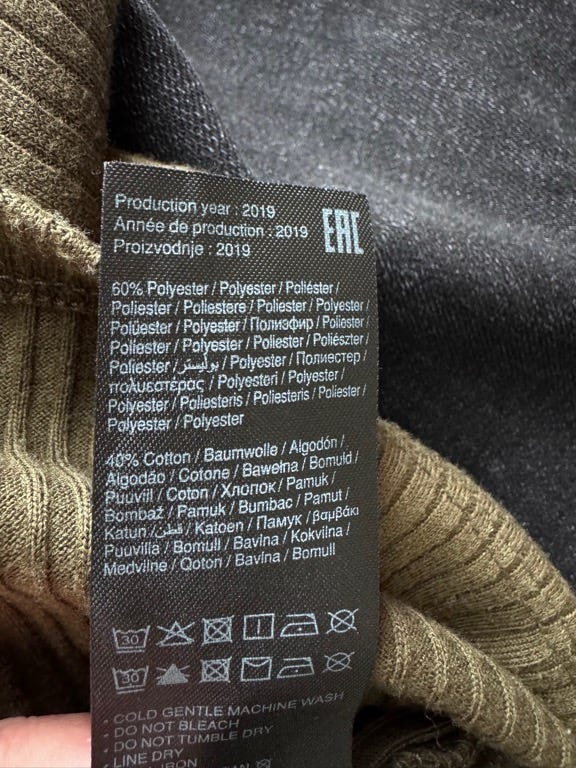 Production year : 2019
Année de production : 2019
Proizvodnje : 2019
EAC
60% Polyester / Polyester / Poliéster /
Poliester / Poliestere / Poliester / Polyester /
Polüester / Polyester / Полиэфир / Poliester /
Poliester / Polyester / Poliester / Poliészter /
Poliester / بوليستر / Polyester / Полиестер /
πολυεστέρας / Polyesteri / Polyester /
Polyester / Poliesteris / Poliesteris / Poliester /
Polyester / Polyester
40% Cotton / Baumwolle / Algodón /
Algodão / Cotone / Bawełna / Bomuld /
Puuvill / Coton / Хлопок / Pamuk /
Bombaž / Pamuk / Bumbac / Pamut /
Katun / قطن / Katoen / Памук / βαμβάκι
Puuvilla / Bomull / Bavlna / Kokvilna /
Medvilne / Qoton / Bavlna / Bomull
30
30
- COLD GENTLE MACHINE WASH
- DO NOT BLEACH
- DO NOT TUMBLE DRY
- LINE DRY
IRON